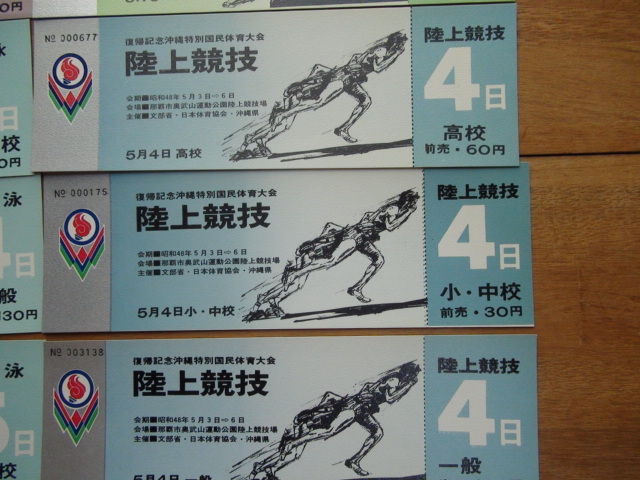 0円
№ 000677
復帰記念沖縄特別国民体育大会
陸上競技
会期■昭和48年5月3日⇨6日
会場■那覇市奥武山運動公園陸上競技場
主催■文部省・日本体育協会・沖縄県
5月4日 高校
陸上競技
4日
高校
前売・60円
泳
日
校
0円
№ 000175
復帰記念沖縄特別国民体育大会
陸上競技
会期■昭和48年5月3日⇨6日
会場■那覇市奥武山運動公園陸上競技場
主催■文部省・日本体育協会・沖縄県
5月4日小・中校
陸上競技
4日
小・中校
前売・30円
泳
日
般
130円
№ 003138
復帰記念沖縄特別国民体育大会
陸上競技
会期■昭和48年5月3日⇨6日
会場■那覇市奥武山運動公園陸上競技場
主催■文部省・日本体育協会・沖縄県
5月4日 一般
陸上競技
4日
一般
泳
日
校